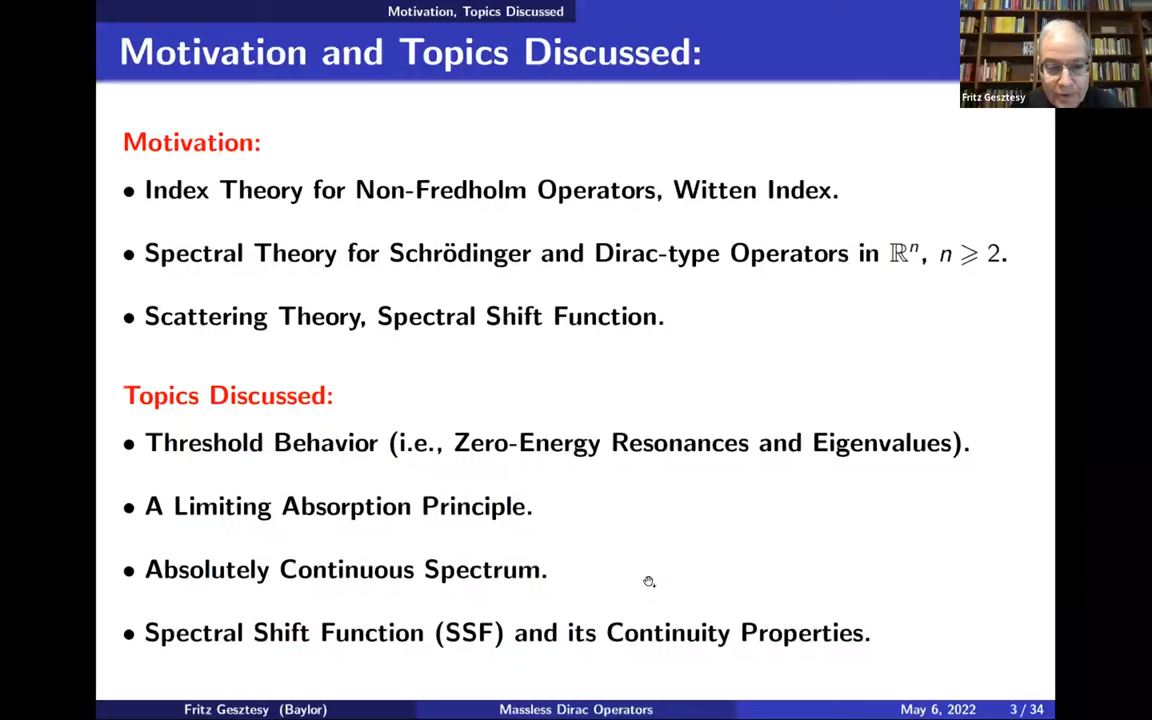 Motivation, Topics Discussed
Motivation and Topics Discussed:
Fritz Gesztesy
Motivation:
• Index Theory for Non-Fredholm Operators, Witten Index.
• Spectral Theory for Schrödinger and Dirac-type Operators in ℝⁿ, n ⩾ 2.
• Scattering Theory, Spectral Shift Function.
Topics Discussed:
• Threshold Behavior (i.e., Zero-Energy Resonances and Eigenvalues).
• A Limiting Absorption Principle.
• Absolutely Continuous Spectrum.
• Spectral Shift Function (SSF) and its Continuity Properties.
Fritz Gesztesy (Baylor) Massless Dirac Operators May 6, 2022 3 / 34